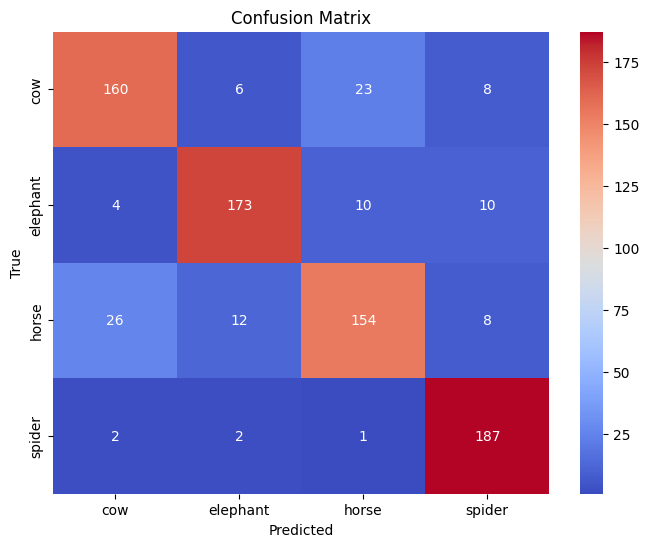 Confusion Matrix
True
cow
160 6 23 8
elephant
4 173 10 10
horse
26 12 154 8
spider
2 2 1 187
cow elephant horse spider
Predicted
175
150
125
100
75
50
25